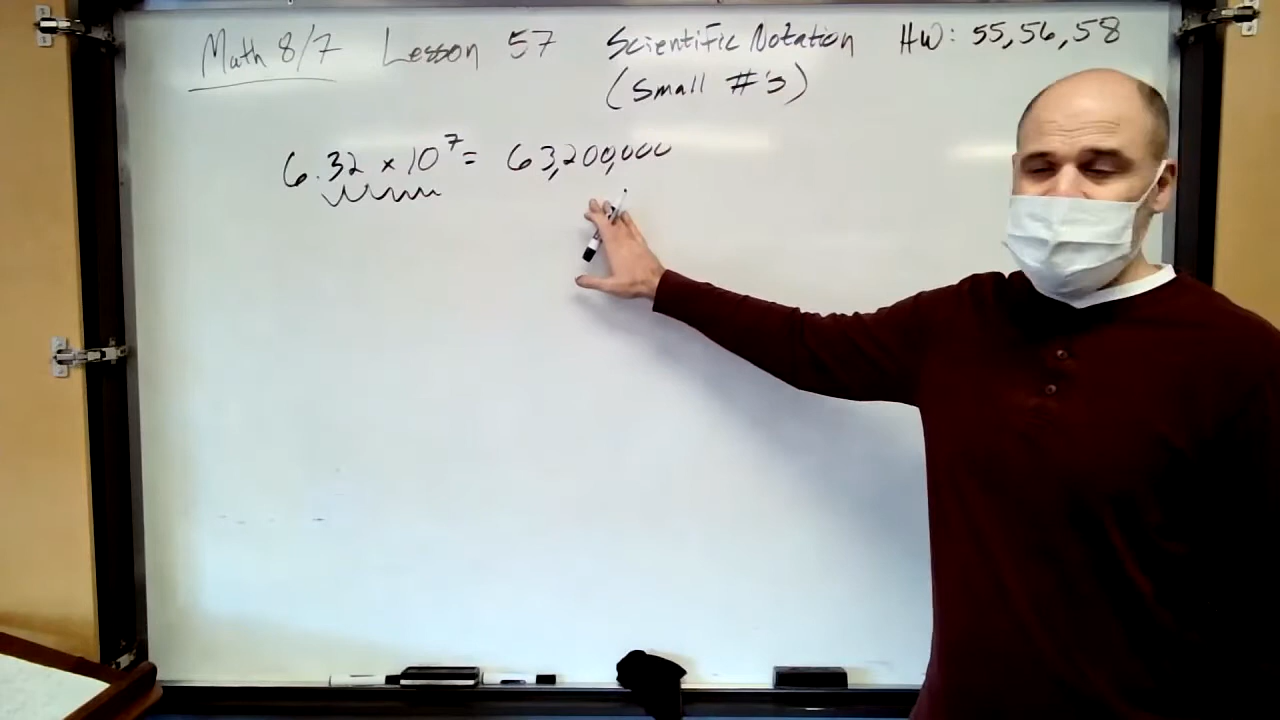 Math 8/7 Lesson 57 Scientific Notation HW: 55, 56, 58
(Small #'s)
6.32 × 10⁷ = 63,200,000